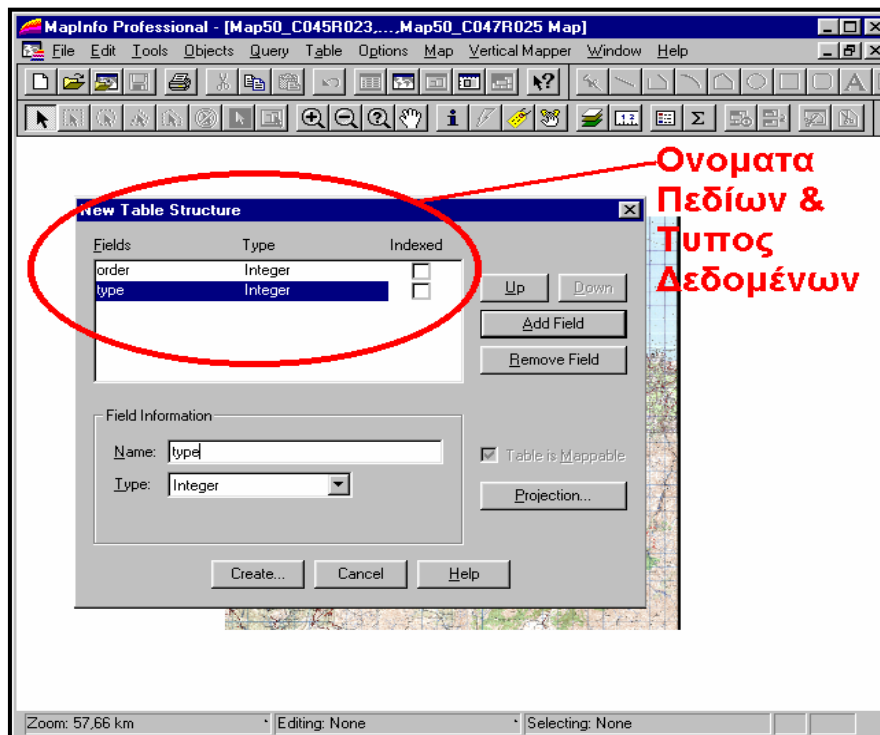 MapInfo Professional - [Map50_C045R023,...,Map50_C047R025 Map]
File Edit Tools Objects Query Table Options Map Vertical Mapper Window Help
Ονοματα
Πεδίων &
Τυπος
Δεδομένων
New Table Structure
Fields Type Indexed
order Integer
type Integer
Up Down
Add Field
Remove Field
Field Information
Name: type
Type: Integer
Table is Mappable
Projection...
Create... Cancel Help
Zoom: 57,66 km Editing: None Selecting: None